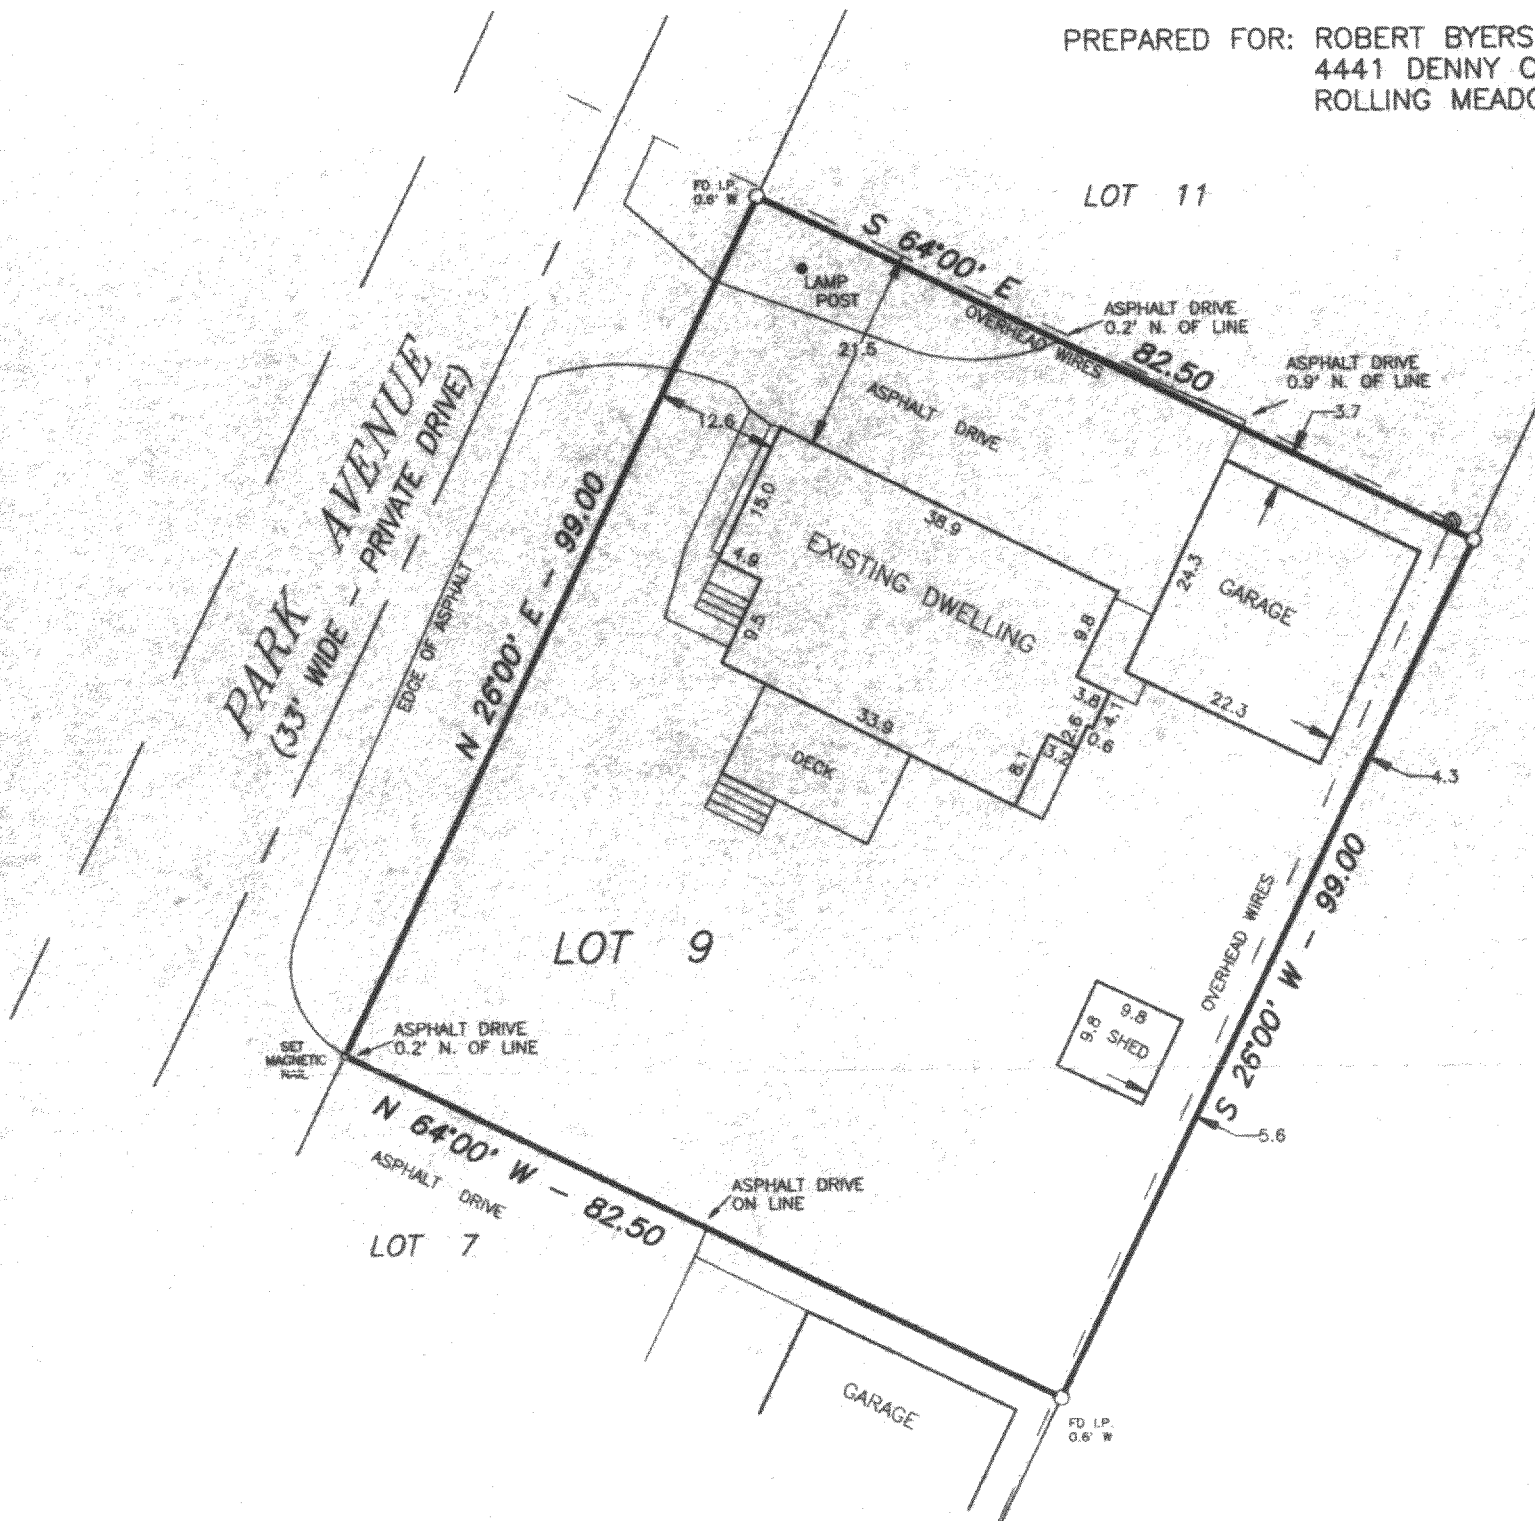 PREPARED FOR: ROBERT BYERS
4441 DENNY
ROLLING
LOT 11
FD I.P.
0.6' W
S 64°00' E
82.50
LAMP
POST
OVERHEAD WIRES
ASPHALT DRIVE
0.2' N. OF LINE
ASPHALT DRIVE
0.9' N. OF LINE
3.7
21.5
ASPHALT DRIVE
12.6
15.0
38.9
4.9
9.5
EXISTING DWELLING
9.8
24.3
GARAGE
22.3
3.8
4.1
2.6
0.6
3.2
8.1
33.9
DECK
4.3
PARK AVENUE
(33' WIDE - PRIVATE DRIVE)
EDGE OF ASPHALT
N 26°00' E - 99.00
LOT 9
OVERHEAD WIRES
S 26°00' W - 99.00
9.8
9.8
SHED
5.6
SET
MAGNETIC
NAIL
ASPHALT DRIVE
0.2' N. OF LINE
N 64°00' W - 82.50
ASPHALT DRIVE
LOT 7
ASPHALT DRIVE
ON LINE
GARAGE
FD I.P.
0.6' W